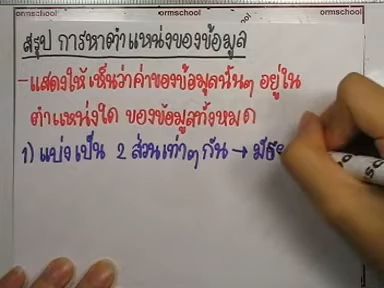 ormschool ormschool ormschool
สรุป การหาตำแหน่งของข้อมูล
- แสดงให้เห็นว่าค่าของข้อมูลนั้นๆ อยู่ใน
ตำแหน่งใด ของข้อมูลทั้งหมด
1) แบ่งเป็น 2 ส่วนเท่าๆ กัน → มี